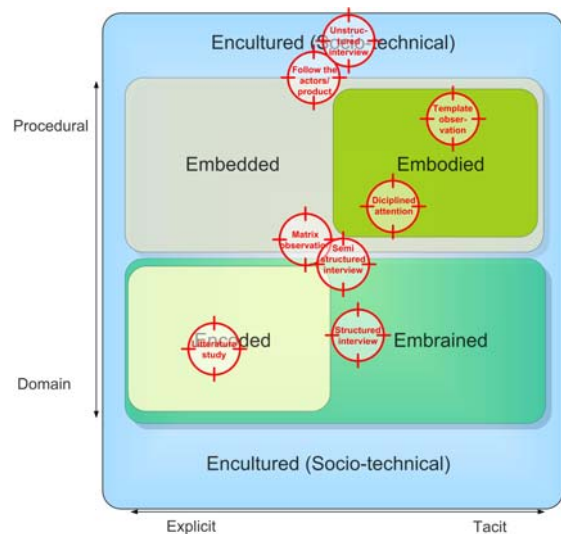 Encultured (Socio-technical)
Unstruc-
tured
interview
Follow the
actors/
product
Procedural
Template
obser-
vation
Embedded
Embodied
Diciplined
attention
Matrix
observation
Semi
structured
interview
Encoded
Litterature
study
Structured
interview
Embrained
Domain
Encultured (Socio-technical)
Explicit
Tacit